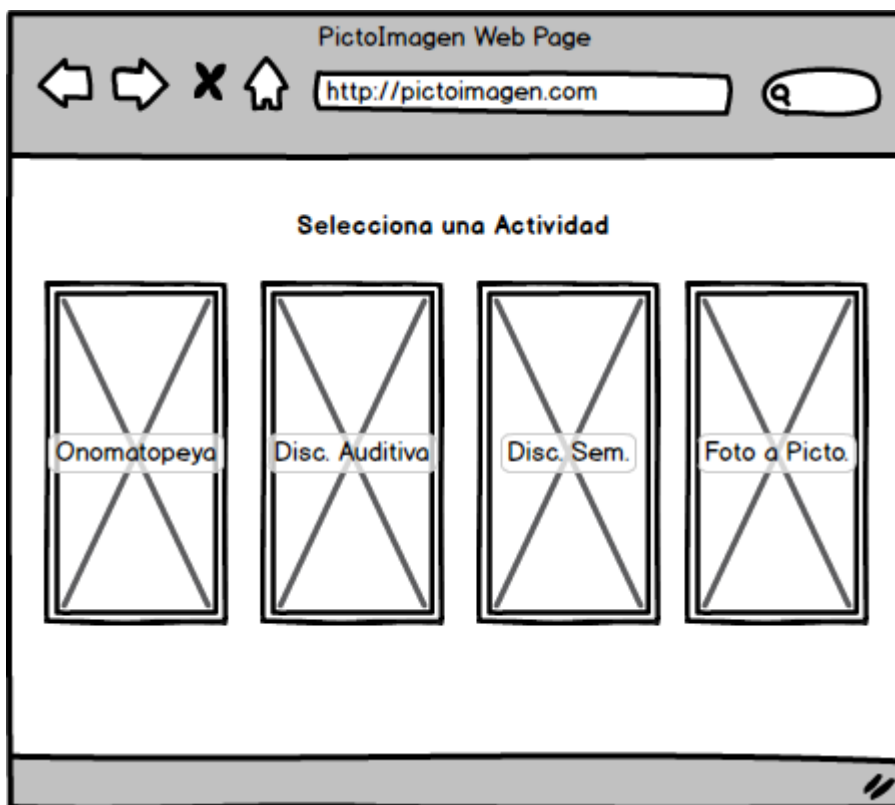 PictoImagen Web Page
http://pictoimagen.com
Selecciona una Actividad
Onomatopeya
Disc. Auditiva
Disc. Sem.
Foto a Picto.